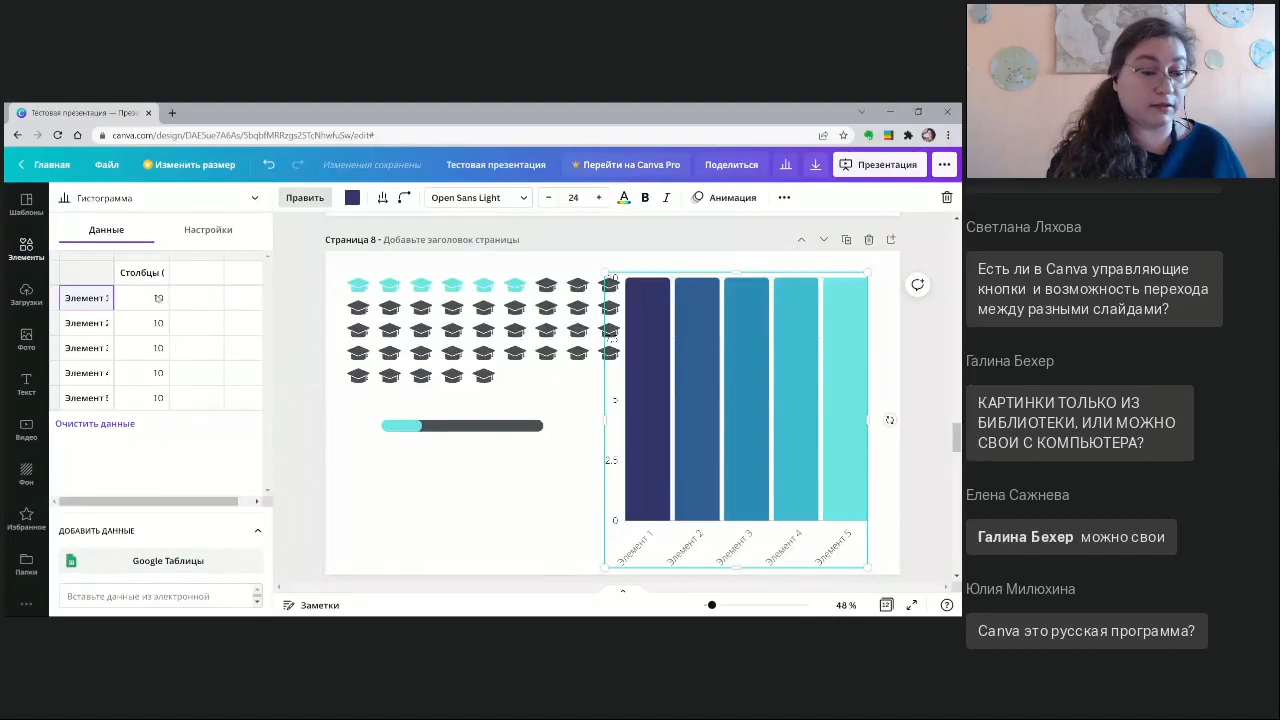 Тестовая презентация — През
canva.com/design/DAE5ue7A6As/5bqbfMRRzgs2STcNhwfuSw/edit#
Главная
Файл
Изменить размер
Изменения сохранены
Тестовая презентация
Перейти на Canva Pro
Поделиться
Презентация
Шаблоны
Элементы
Загрузки
Фото
Текст
Видео
Фон
Избранное
Папки
Гистограмма
Данные
Настройки
Столбцы (
Элемент 1
Элемент 2 10
Элемент 3 10
Элемент 4 10
Элемент 5 10
Очистить данные
ДОБАВИТЬ ДАННЫЕ
Google Таблицы
Вставьте данные из электронной
Править
Open Sans Light
– 24 +
A B I
Анимация
Страница 8 - Добавьте заголовок страницы
7,5
5
2,5
0
Элемент 1
Элемент 2
Элемент 3
Элемент 4
Элемент 5
Заметки
48 %
12
Светлана Ляхова
Есть ли в Canva управляющие
кнопки и возможность перехода
между разными слайдами?
Галина Бехер
КАРТИНКИ ТОЛЬКО ИЗ
БИБЛИОТЕКИ, ИЛИ МОЖНО
СВОИ С КОМПЬЮТЕРА?
Елена Сажнева
Галина Бехер можно свои
Юлия Милюхина
Canva это русская программа?